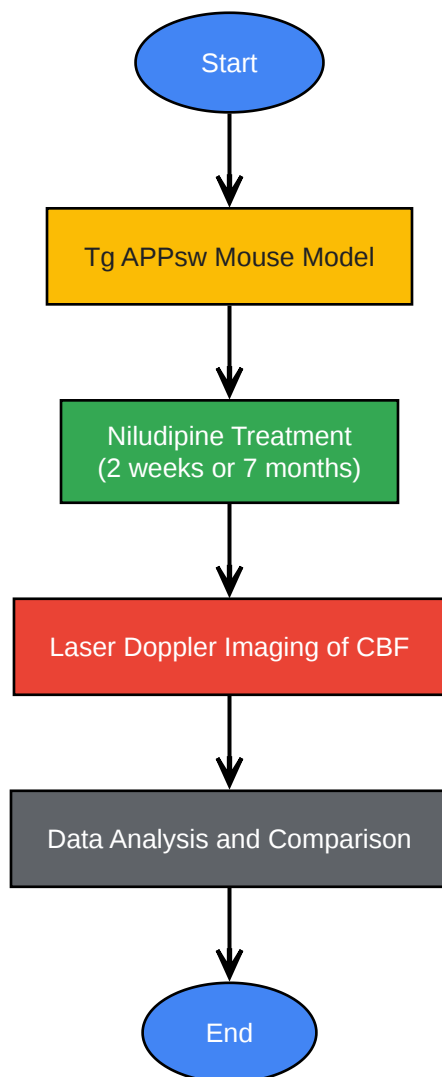 Start
Tg APPsw Mouse Model
Niludipine Treatment
(2 weeks or 7 months)
Laser Doppler Imaging of CBF
Data Analysis and Comparison
End